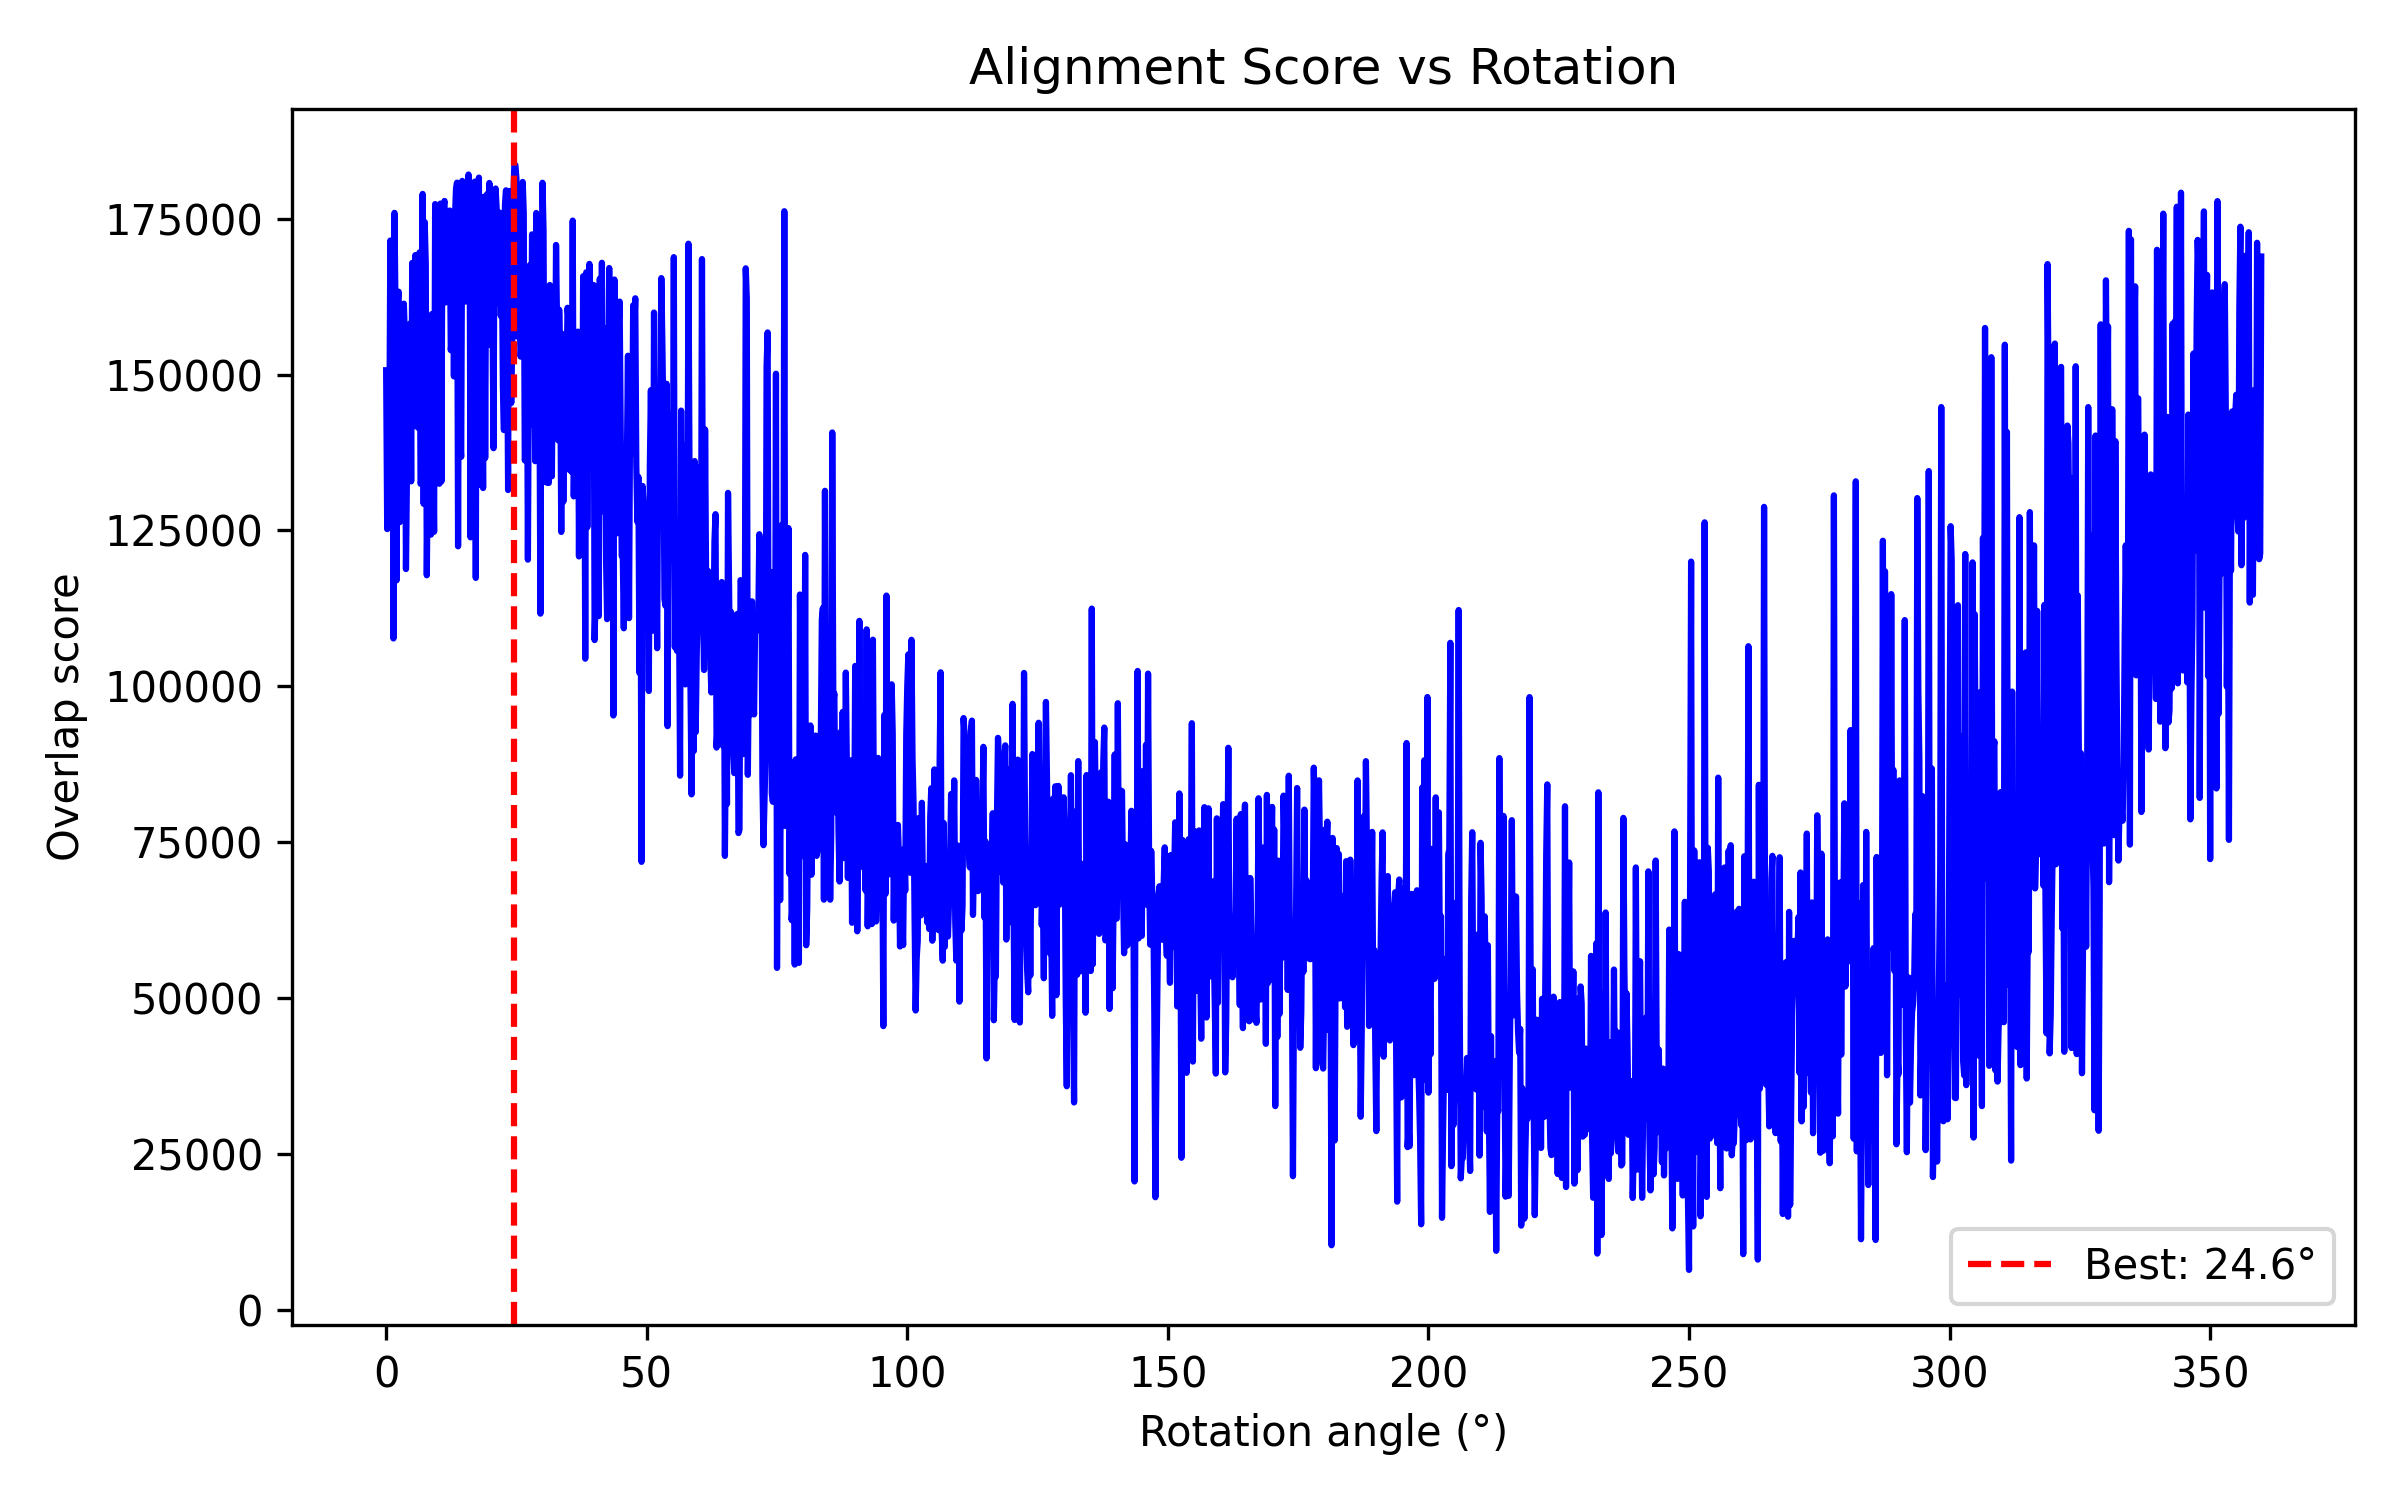 Alignment Score vs Rotation
Overlap score
175000
150000
125000
100000
75000
50000
25000
0
Best: 24.6°
0 50 100 150 200 250 300 350
Rotation angle (°)